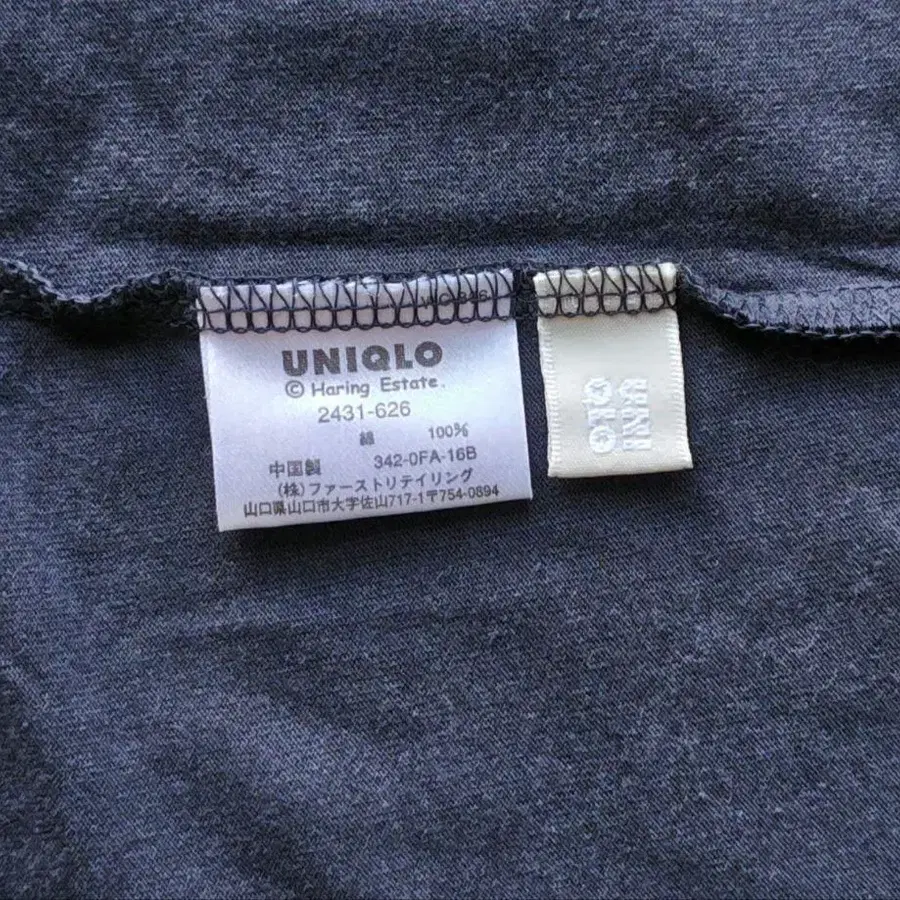 UNIQLO
© Haring Estate.
2431-626
綿 100%
中国製 342-0FA-16B
(株)ファーストリテイリング
山口県山口市大字佐山717-1〒754-0894
UNI
QLO